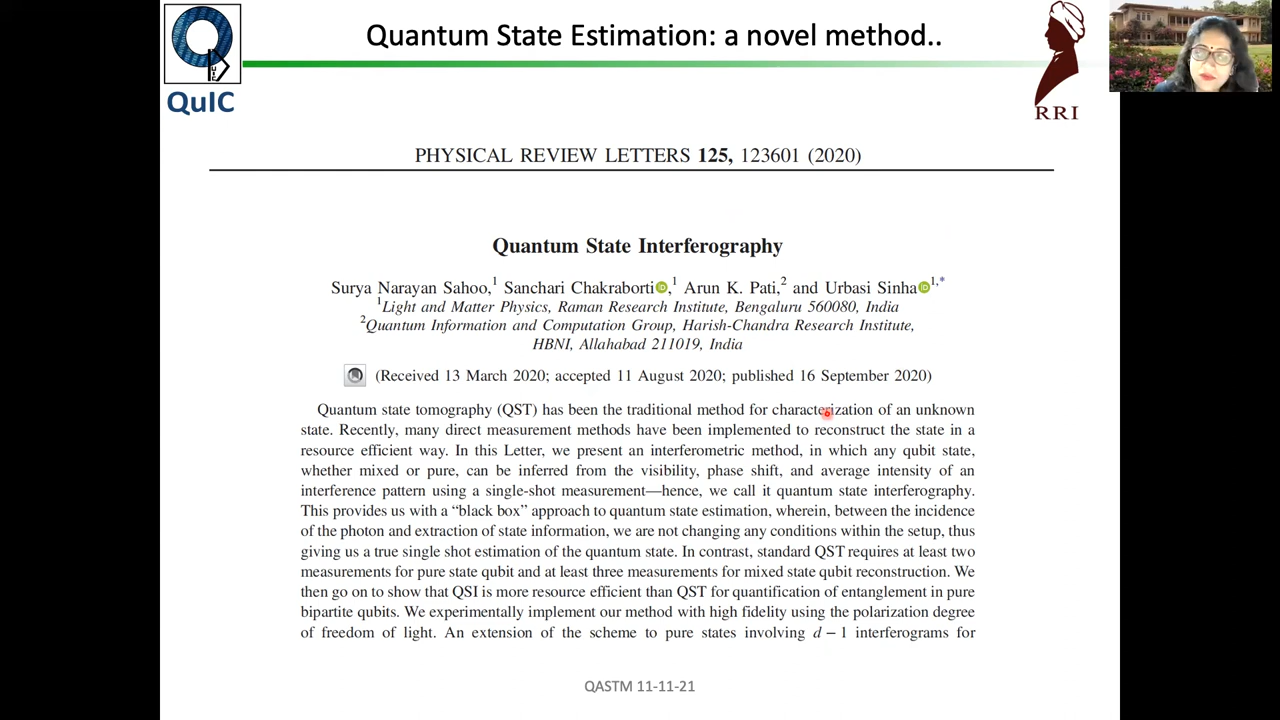 Quantum State Estimation: a novel method..
QuIC
RRI
PHYSICAL REVIEW LETTERS 125, 123601 (2020)
Quantum State Interferography
Surya Narayan Sahoo,1 Sanchari Chakraborti,1 Arun K. Pati,2 and Urbasi Sinha1,*
1Light and Matter Physics, Raman Research Institute, Bengaluru 560080, India
2Quantum Information and Computation Group, Harish-Chandra Research Institute,
HBNI, Allahabad 211019, India
(Received 13 March 2020; accepted 11 August 2020; published 16 September 2020)
Quantum state tomography (QST) has been the traditional method for characterization of an unknown
state. Recently, many direct measurement methods have been implemented to reconstruct the state in a
resource efficient way. In this Letter, we present an interferometric method, in which any qubit state,
whether mixed or pure, can be inferred from the visibility, phase shift, and average intensity of an
interference pattern using a single-shot measurement—hence, we call it quantum state interferography.
This provides us with a “black box” approach to quantum state estimation, wherein, between the incidence
of the photon and extraction of state information, we are not changing any conditions within the setup, thus
giving us a true single shot estimation of the quantum state. In contrast, standard QST requires at least two
measurements for pure state qubit and at least three measurements for mixed state qubit reconstruction. We
then go on to show that QSI is more resource efficient than QST for quantification of entanglement in pure
bipartite qubits. We experimentally implement our method with high fidelity using the polarization degree
of freedom of light. An extension of the scheme to pure states involving d − 1 interferograms for
QASTM 11-11-21